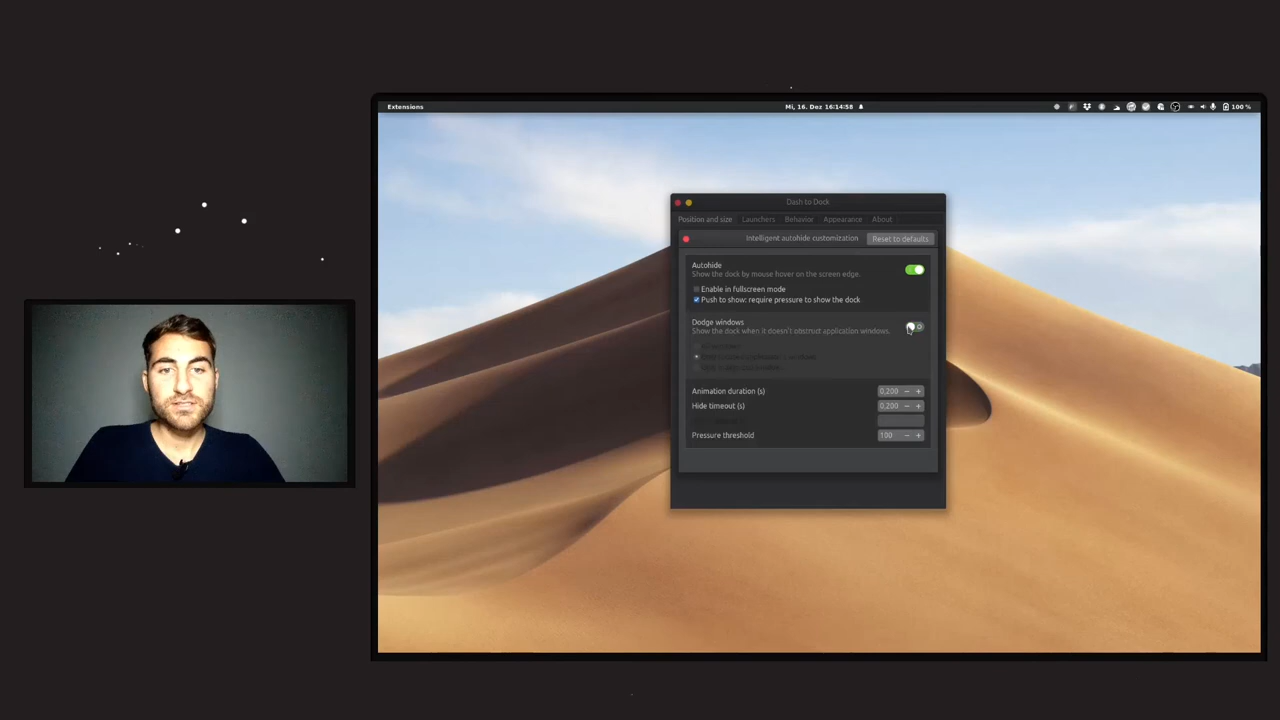 Extensions
Mi, 16. Dez 16:14:58
100 %
Dash to Dock
Position and size
Launchers
Behavior
Appearance
About
Intelligent autohide customization
Reset to defaults
Autohide
Show the dock by mouse hover on the screen edge.
Enable in fullscreen mode
Push to show: require pressure to show the dock
Dodge windows
Show the dock when it doesn't obstruct application windows.
Animation duration (s)
0,200
Hide timeout (s)
0,200
Pressure threshold
100